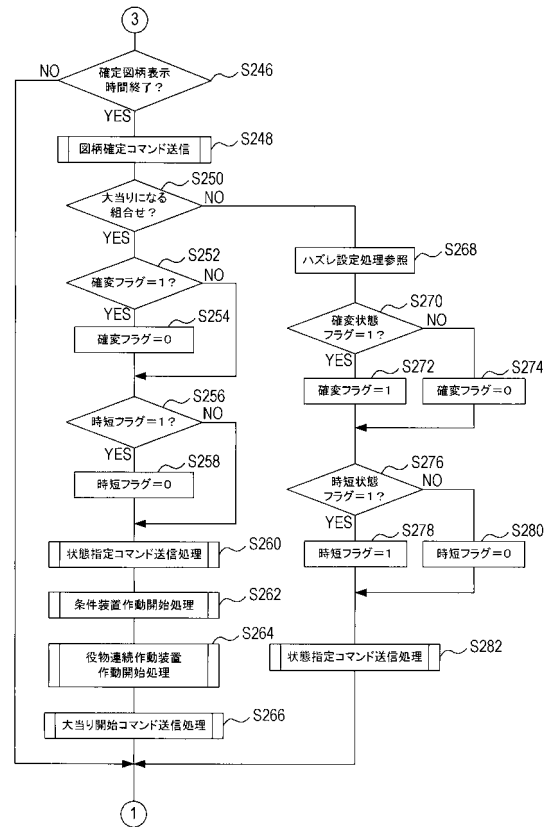 3
NO
確定図柄表示
時間終了?
S246
YES
図柄確定コマンド送信
S248
大当りになる
組合せ?
S250
NO
YES
確変フラグ=1?
S252
NO
YES
確変フラグ=0
S254
時短フラグ=1?
S256
NO
YES
時短フラグ=0
S258
状態指定コマンド送信処理
S260
条件装置作動開始処理
S262
役物連続作動装置
作動開始処理
S264
大当り開始コマンド送信処理
S266
ハズレ設定処理参照
S268
確変状態
フラグ=1?
S270
NO
YES
確変フラグ=1
S272
確変フラグ=0
S274
時短状態
フラグ=1?
S276
NO
YES
時短フラグ=1
S278
時短フラグ=0
S280
状態指定コマンド送信処理
S282
1